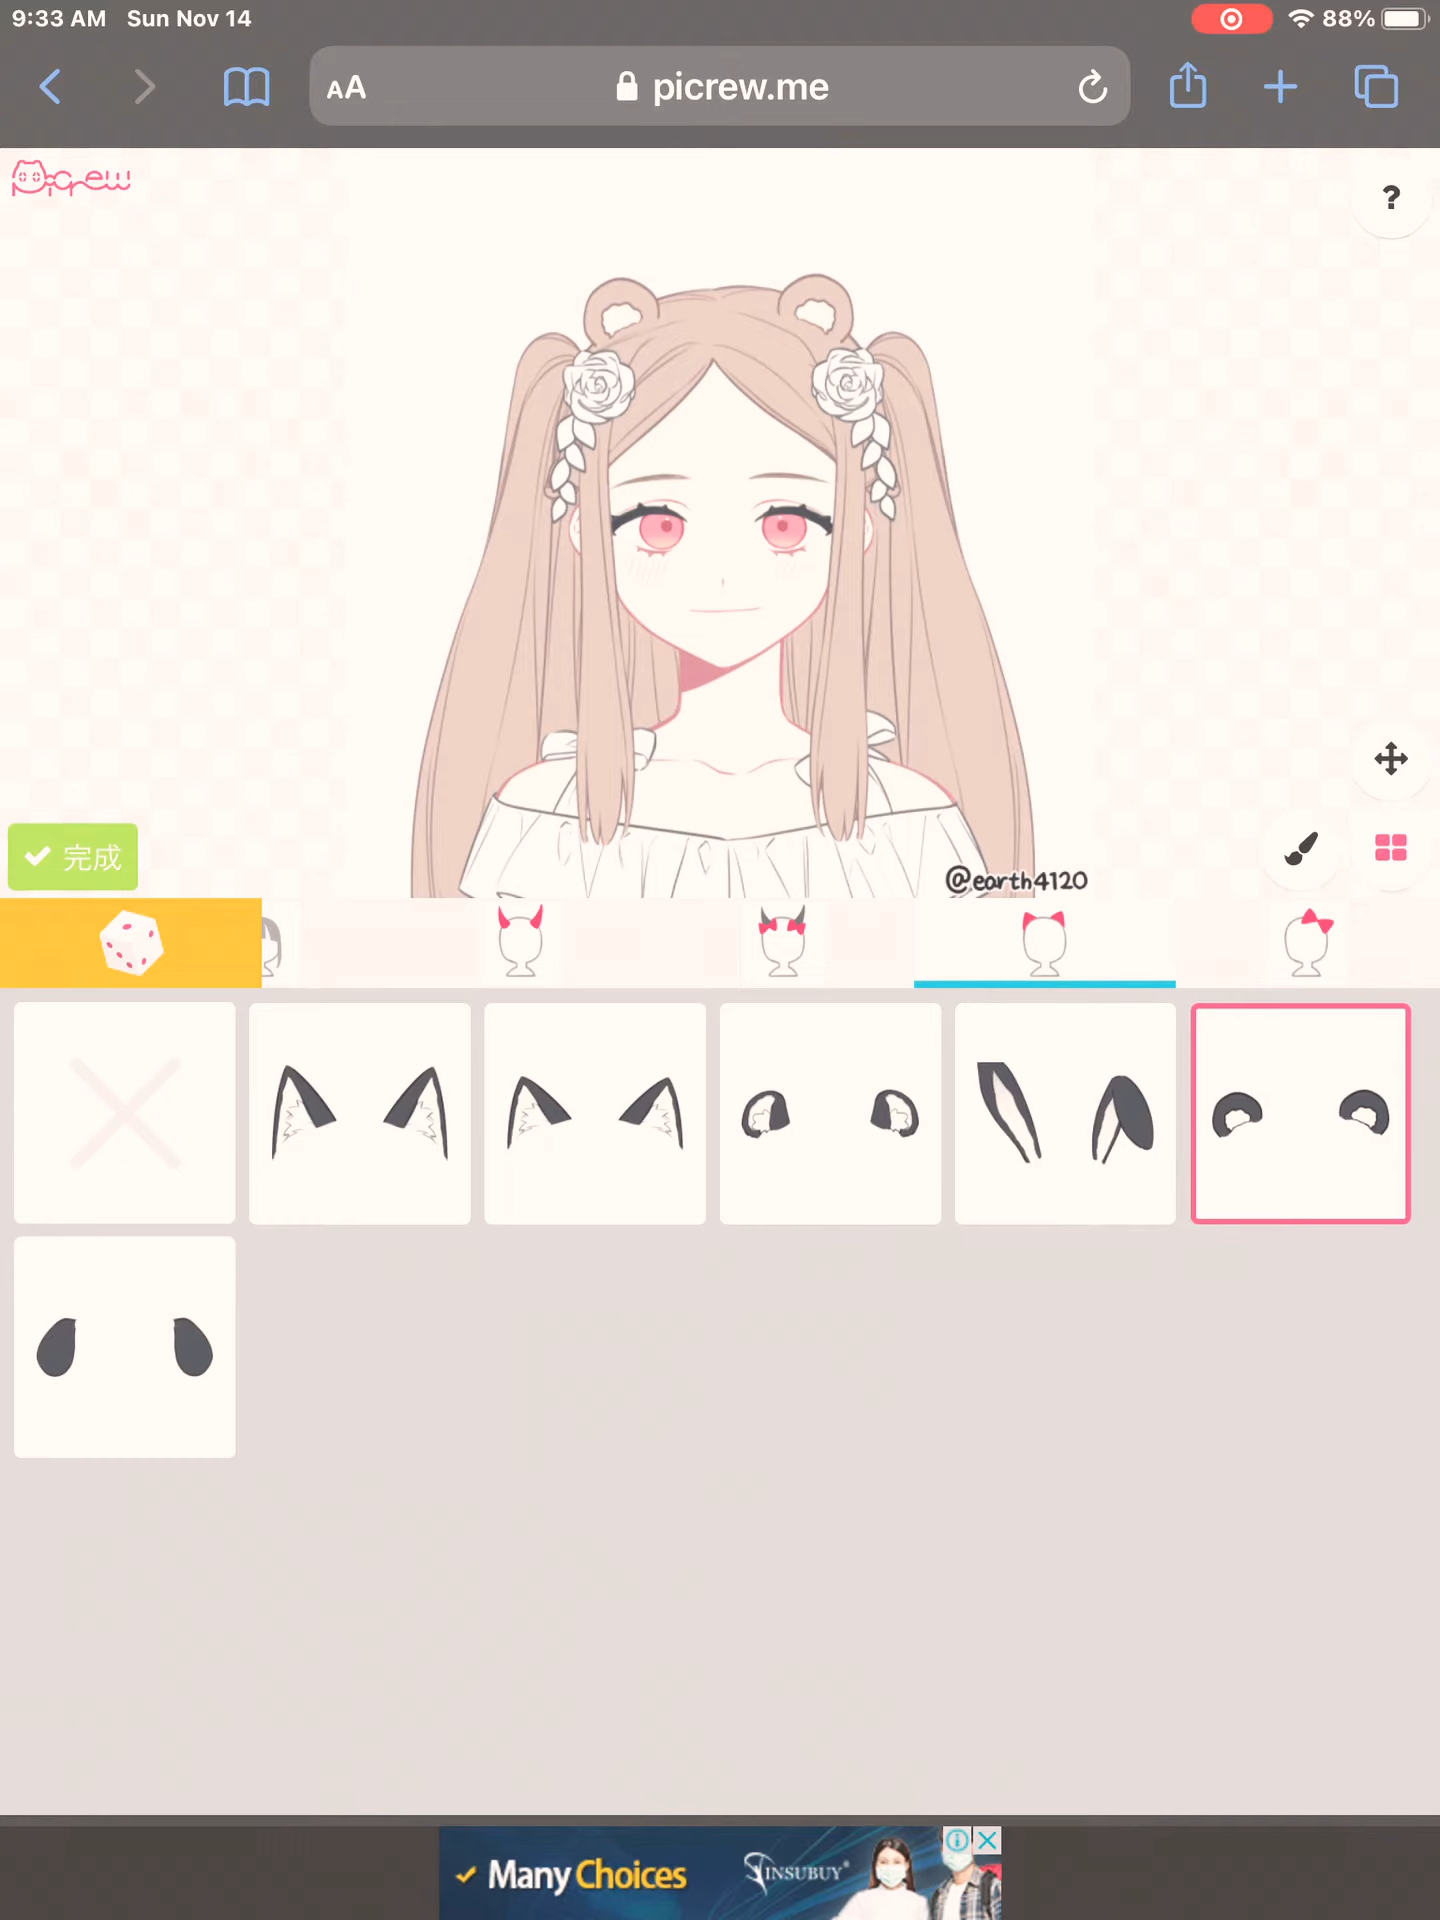 9:33 AM Sun Nov 14
88%
AA
picrew.me
Picrew
?
完成
@earth4120
Many Choices
INSUBUY®